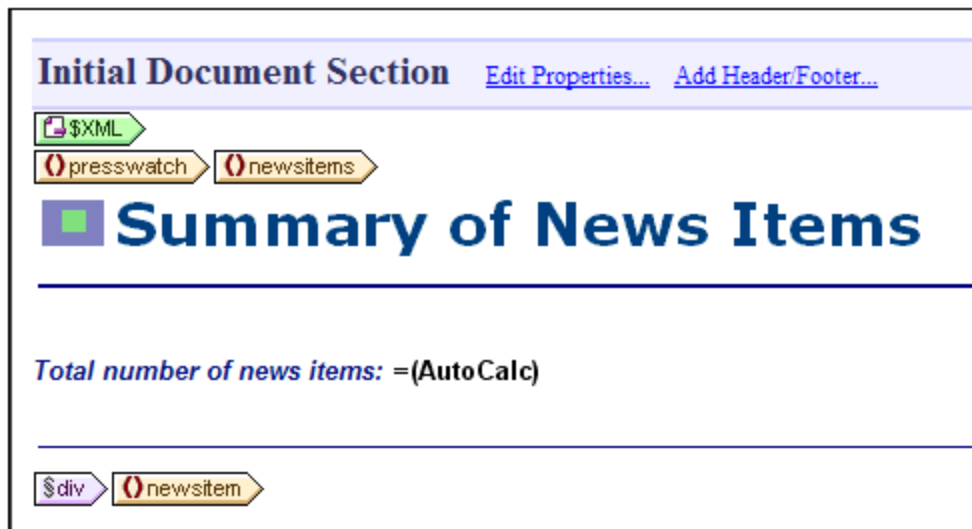 Initial Document Section Edit Properties... Add Header/Footer...
$XML
() presswatch () newsitems
Summary of News Items
Total number of news items: =(AutoCalc)
§div () newsitem